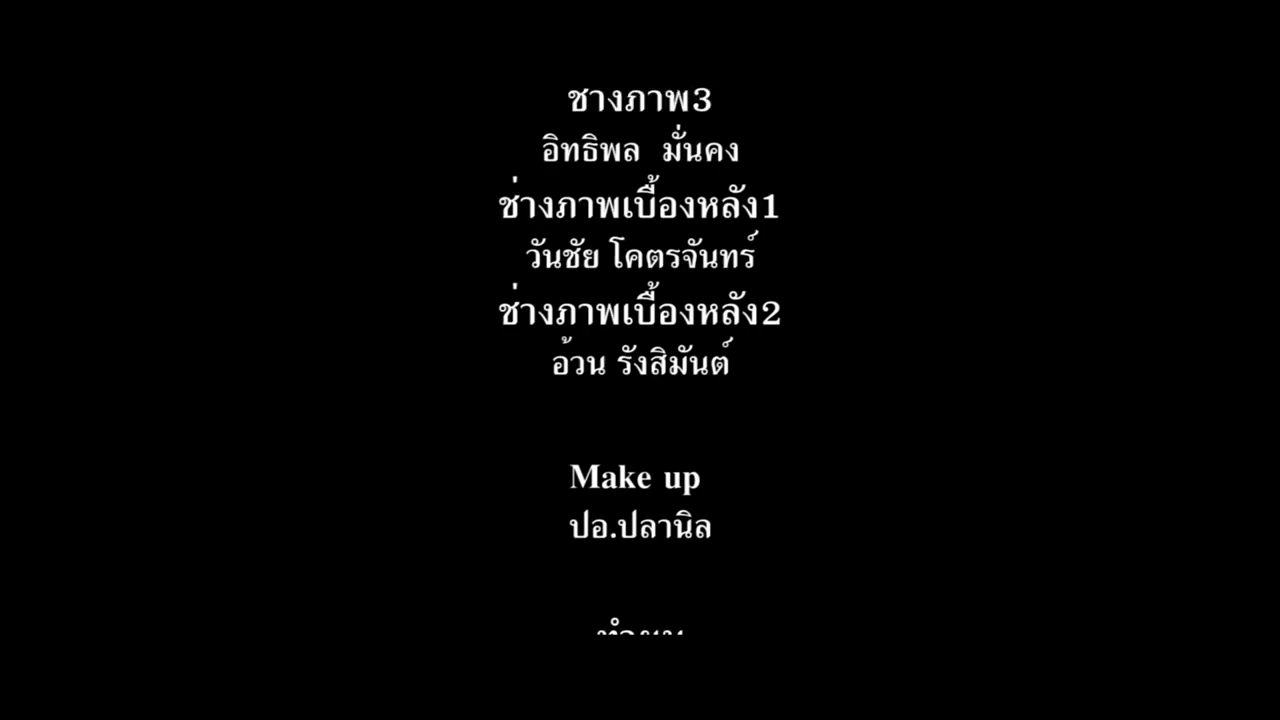 ชางภาพ3
อิทธิพล มั่นคง
ช่างภาพเบื้องหลัง1
วันชัย โคตรจันทร์
ช่างภาพเบื้องหลัง2
อ้วน รังสิมันต์
Make up
ปอ.ปลานิล